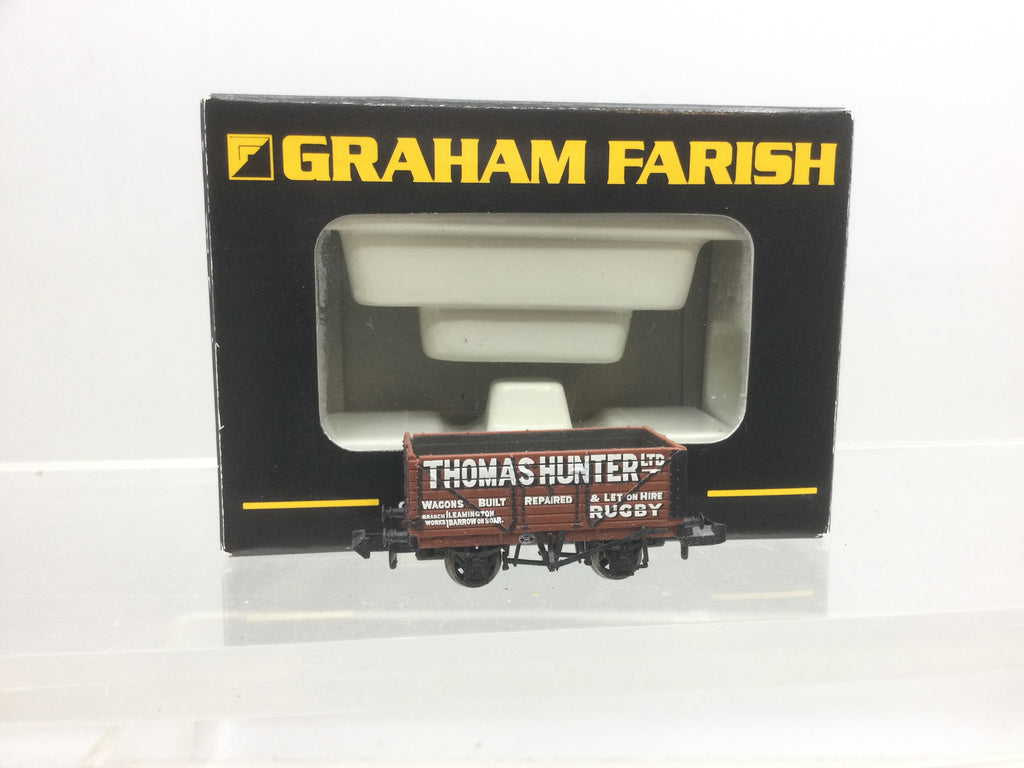 GRAHAM FARISH
THOMAS HUNTER LTD
WAGONS BUILT REPAIRED & LET ON HIRE
BRANCH LEAMINGTON
WORKS BARROW ON SOAR.
RUGBY